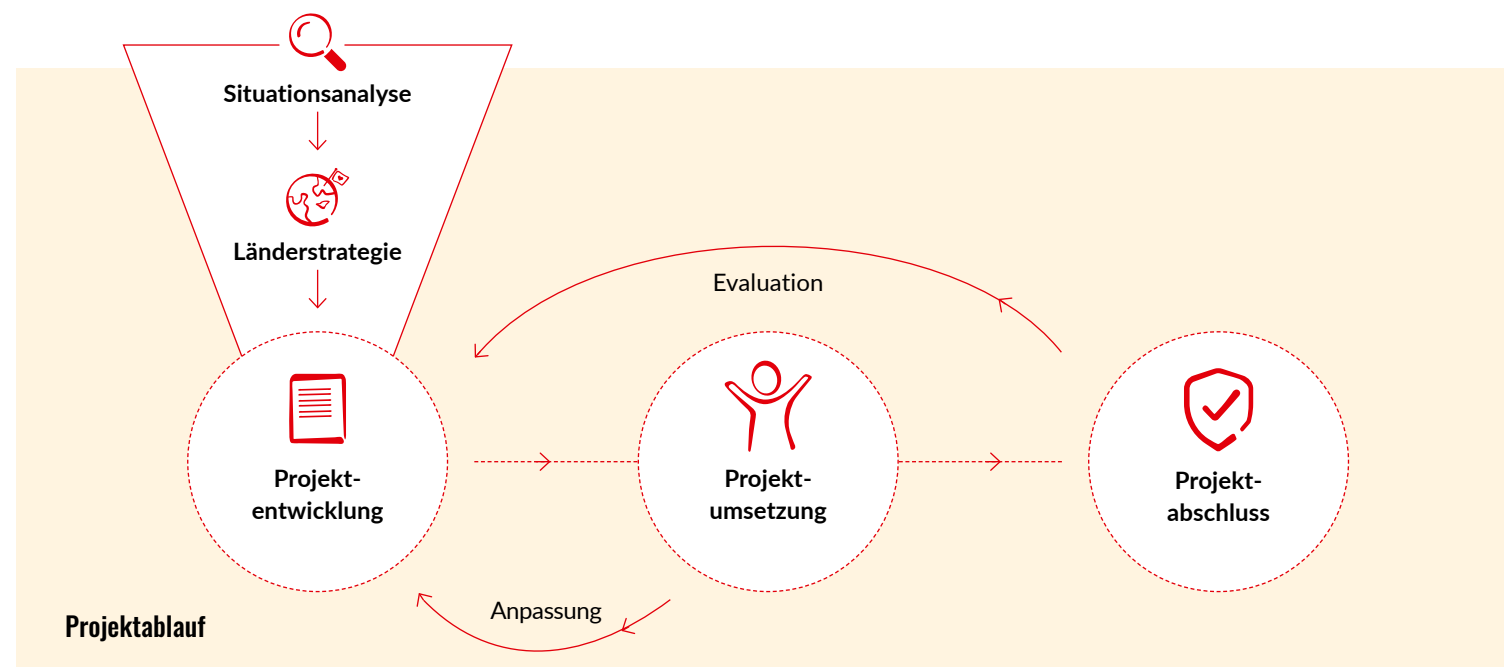 Situationsanalyse
Länderstrategie
Evaluation
Projekt-
entwicklung
Projekt-
umsetzung
Projekt-
abschluss
Anpassung
Projektablauf